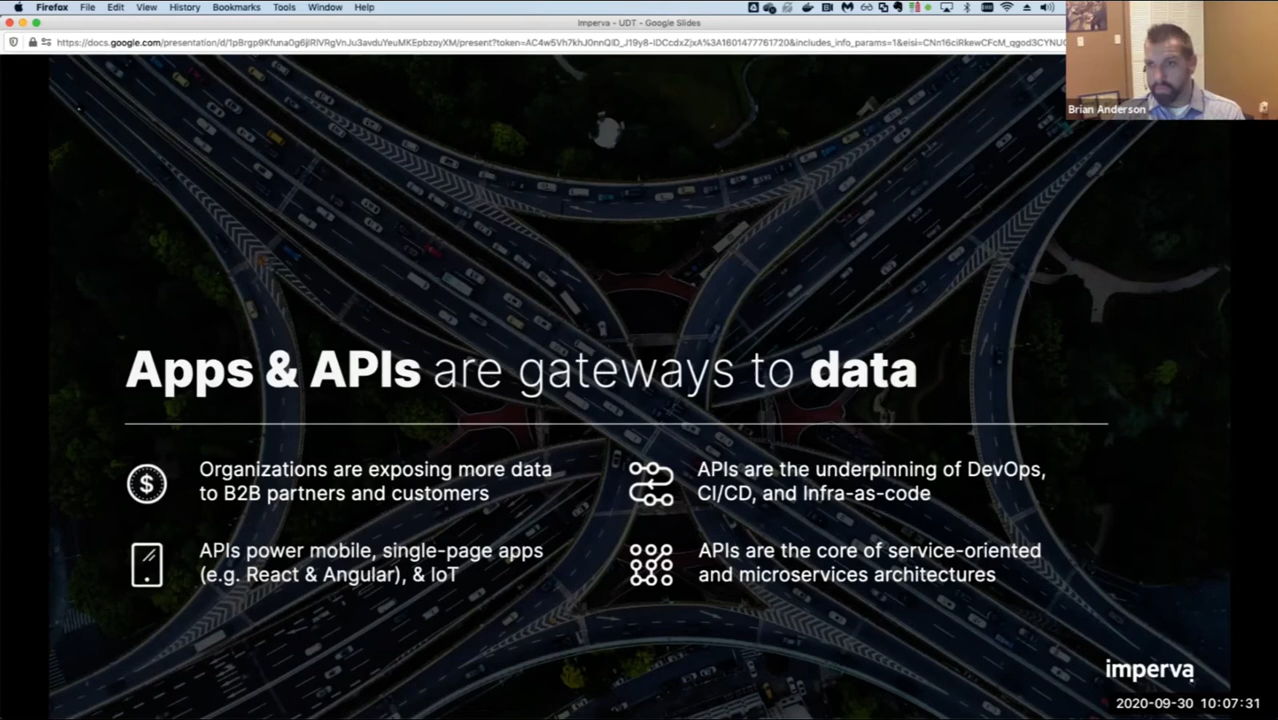 Firefox File Edit View History Bookmarks Tools Window Help
Imperva - UDT - Google Slides
Brian Anderson
Apps & APIs are gateways to data
Organizations are exposing more data
to B2B partners and customers
APIs are the underpinning of DevOps,
CI/CD, and Infra-as-code
APIs power mobile, single-page apps
(e.g. React & Angular), & IoT
APIs are the core of service-oriented
and microservices architectures
imperva
2020-09-30 10:07:31